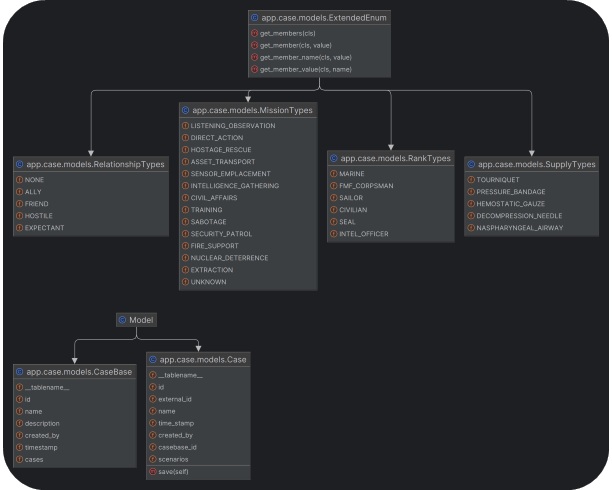 app.case.models.ExtendedEnum
get_members(cls)
get_member(cls, value)
get_member_name(cls, value)
get_member_value(cls, name)
app.case.models.RelationshipTypes
NONE
ALLY
FRIEND
HOSTILE
EXPECTANT
app.case.models.MissionTypes
LISTENING_OBSERVATION
DIRECT_ACTION
HOSTAGE_RESCUE
ASSET_TRANSPORT
SENSOR_EMPLACEMENT
INTELLIGENCE_GATHERING
CIVIL_AFFAIRS
TRAINING
SABOTAGE
SECURITY_PATROL
FIRE_SUPPORT
NUCLEAR_DETERRENCE
EXTRACTION
UNKNOWN
app.case.models.RankTypes
MARINE
FMF_CORPSMAN
SAILOR
CIVILIAN
SEAL
INTEL_OFFICER
app.case.models.SupplyTypes
TOURNIQUET
PRESSURE_BANDAGE
HEMOSTATIC_GAUZE
DECOMPRESSION_NEEDLE
NASPHARYNGEAL_AIRWAY
Model
app.case.models.CaseBase
__tablename__
id
name
description
created_by
timestamp
cases
app.case.models.Case
__tablename__
id
external_id
name
time_stamp
created_by
casebase_id
scenarios
save(self)